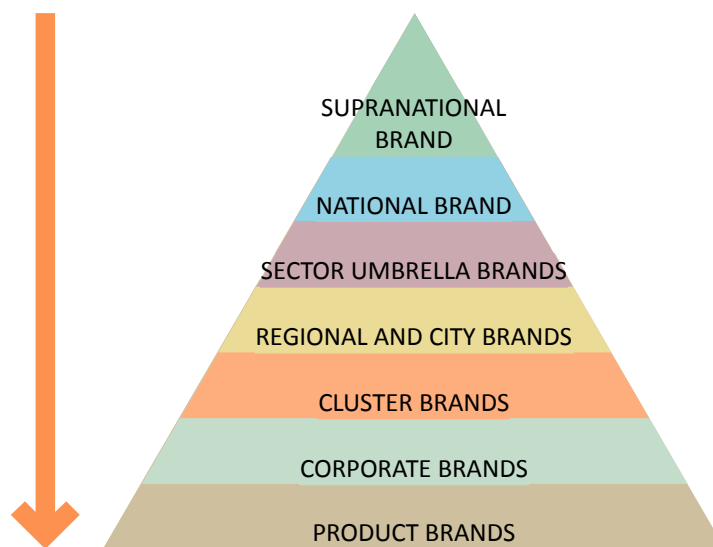 SUPRANATIONAL
BRAND
NATIONAL BRAND
SECTOR UMBRELLA BRANDS
REGIONAL AND CITY BRANDS
CLUSTER BRANDS
CORPORATE BRANDS
PRODUCT BRANDS